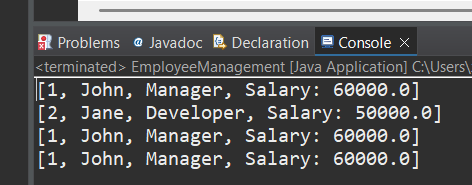 Problems @ Javadoc Declaration Console ×
<terminated> EmployeeManagement [Java Application] C:\Users\
[1, John, Manager, Salary: 60000.0]
[2, Jane, Developer, Salary: 50000.0]
[1, John, Manager, Salary: 60000.0]
[1, John, Manager, Salary: 60000.0]